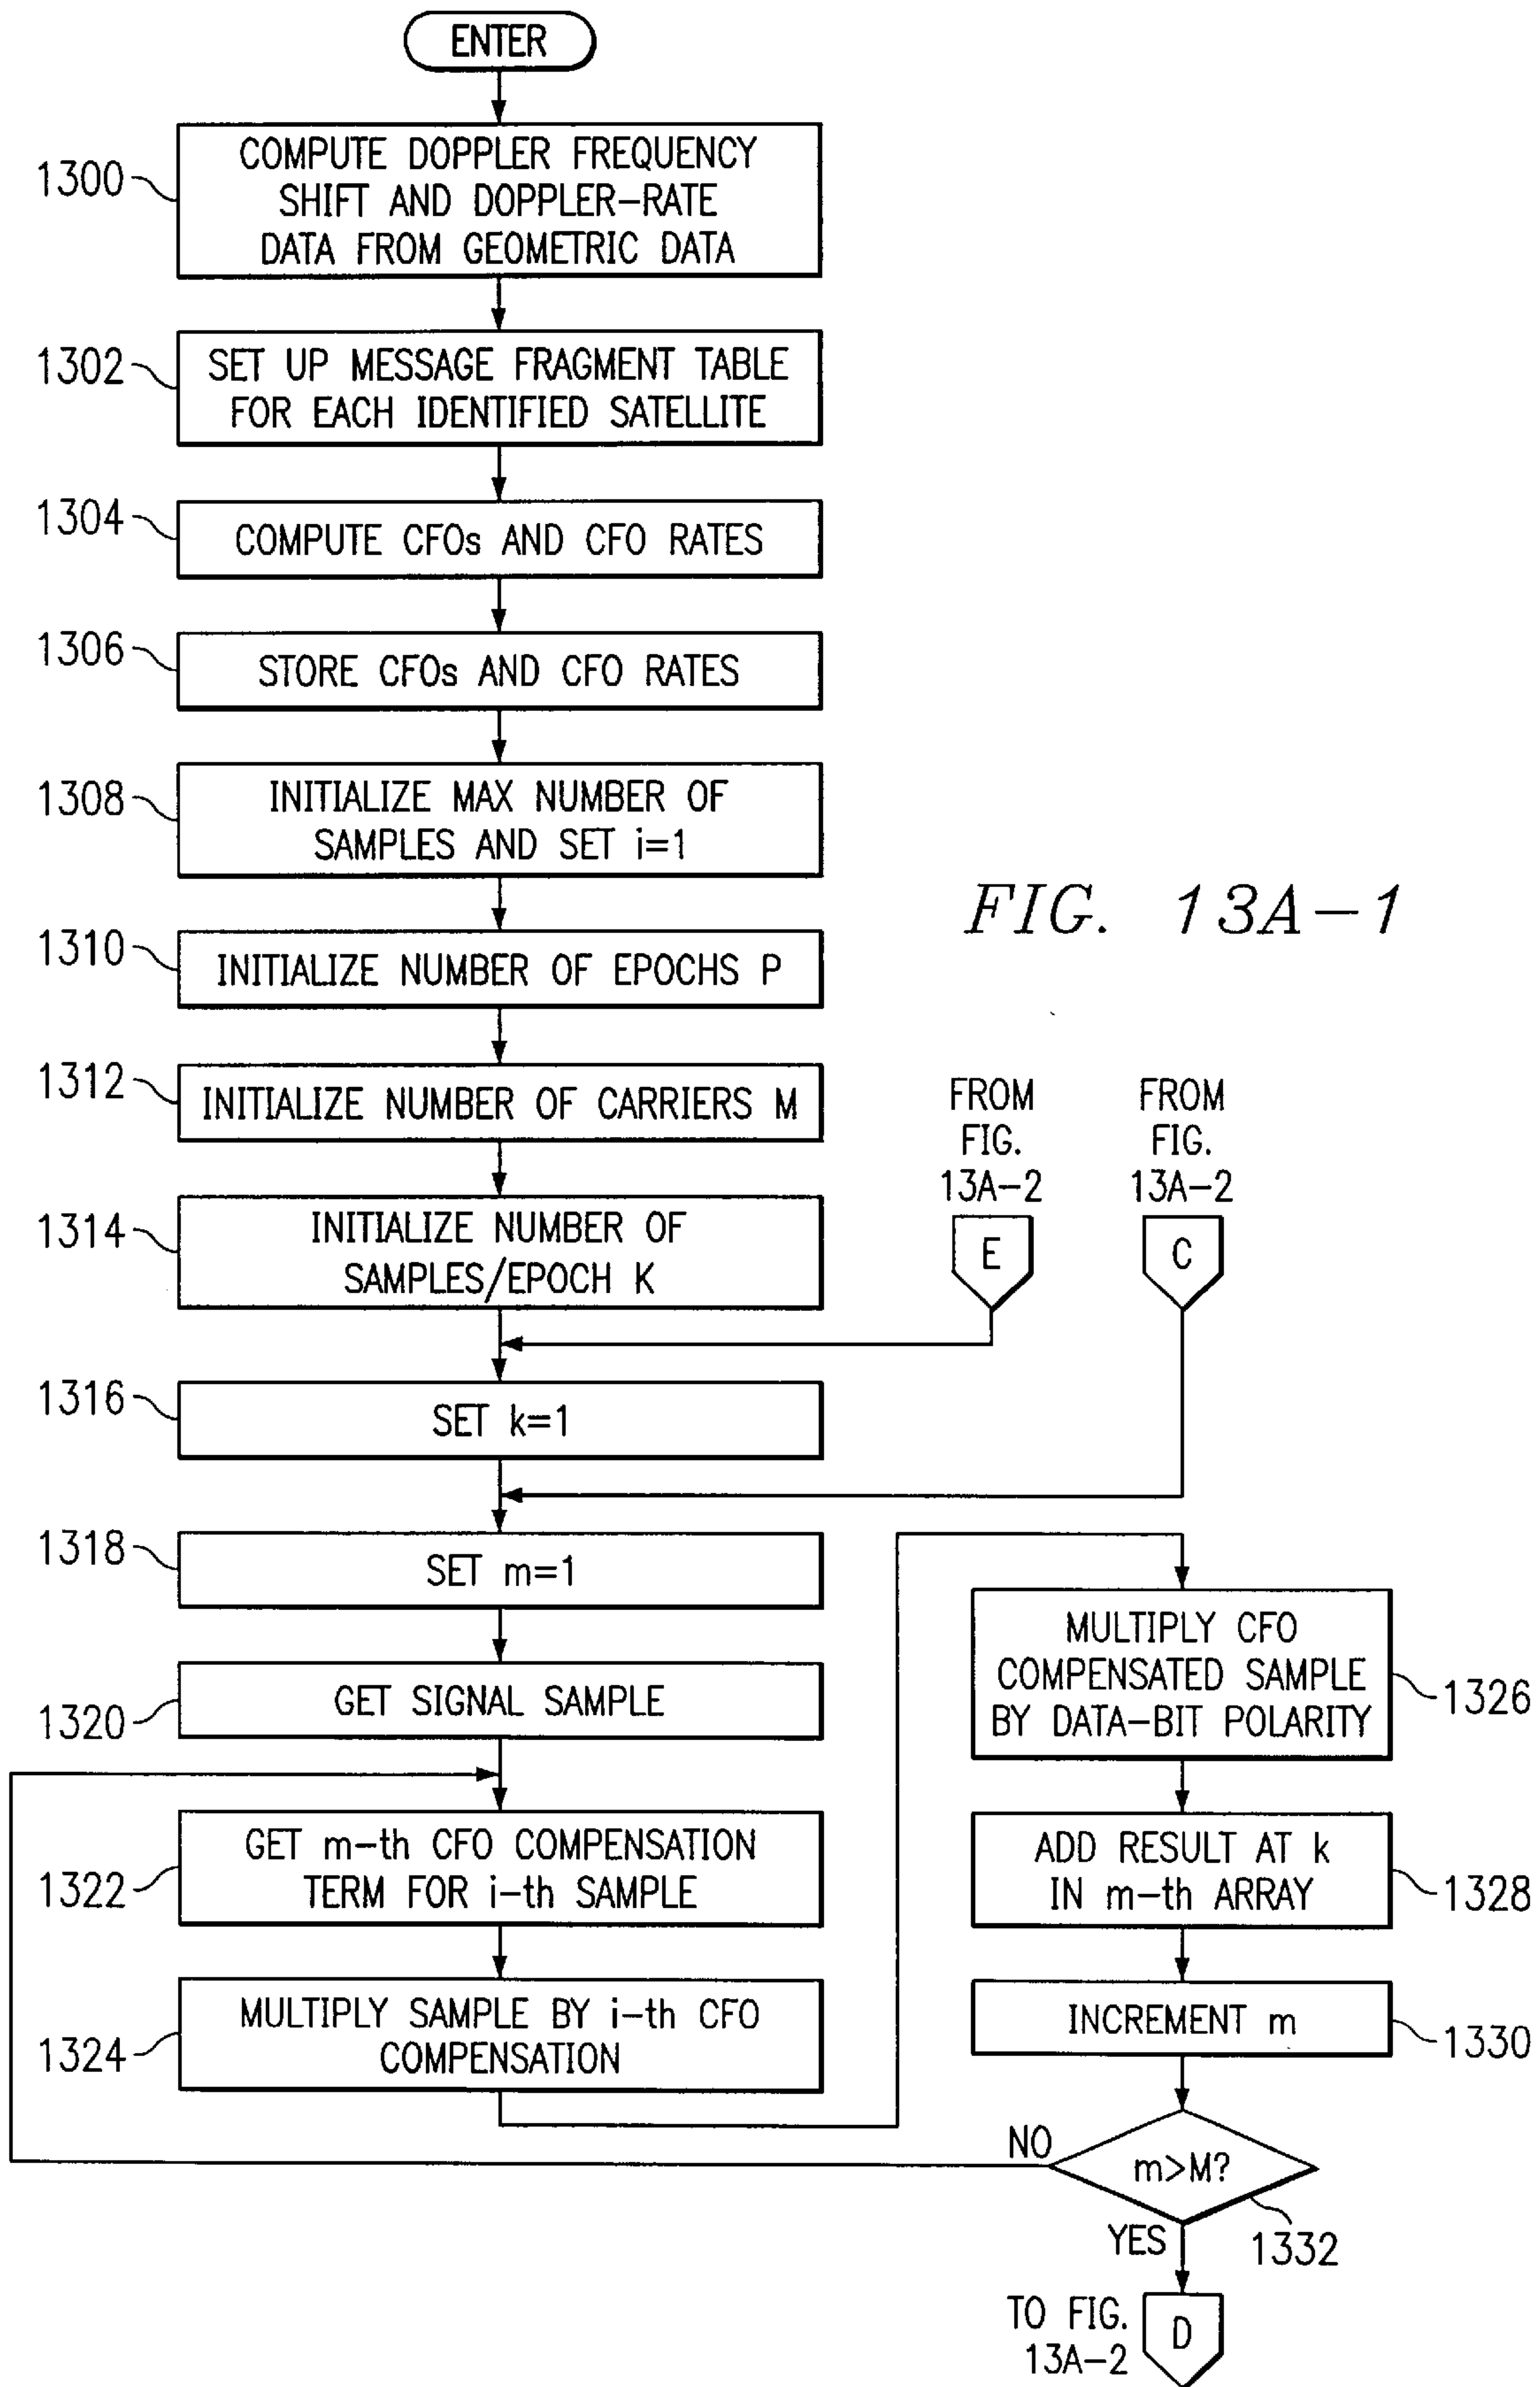 ENTER
1300
COMPUTE DOPPLER FREQUENCY
SHIFT AND DOPPLER-RATE
DATA FROM GEOMETRIC DATA
1302
SET UP MESSAGE FRAGMENT TABLE
FOR EACH IDENTIFIED SATELLITE
1304
COMPUTE CFOs AND CFO RATES
1306
STORE CFOs AND CFO RATES
1308
INITIALIZE MAX NUMBER OF
SAMPLES AND SET i=1
FIG. 13A-1
1310
INITIALIZE NUMBER OF EPOCHS P
1312
INITIALIZE NUMBER OF CARRIERS M
1314
INITIALIZE NUMBER OF
SAMPLES/EPOCH K
FROM
FIG.
13A-2
E
FROM
FIG.
13A-2
C
1316
SET k=1
1318
SET m=1
1320
GET SIGNAL SAMPLE
1322
GET m-th CFO COMPENSATION
TERM FOR i-th SAMPLE
1324
MULTIPLY SAMPLE BY i-th CFO
COMPENSATION
MULTIPLY CFO
COMPENSATED SAMPLE
BY DATA-BIT POLARITY
1326
ADD RESULT AT k
IN m-th ARRAY
1328
INCREMENT m
1330
NO
m>M?
YES
1332
TO FIG.
13A-2
D